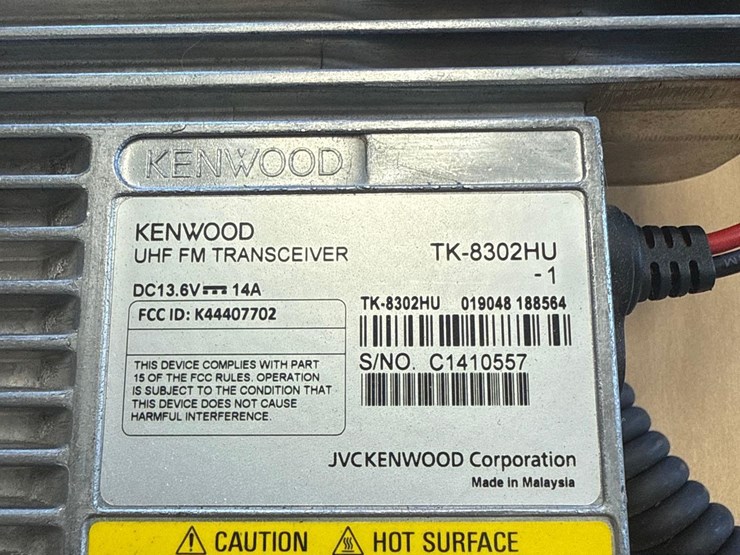 KENWOOD
KENWOOD
UHF FM TRANSCEIVER
TK-8302HU
-1
DC13.6V⎓ 14A
FCC ID: K44407702
TK-8302HU 019048 188564
THIS DEVICE COMPLIES WITH PART
15 OF THE FCC RULES. OPERATION
IS SUBJECT TO THE CONDITION THAT
THIS DEVICE DOES NOT CAUSE
HARMFUL INTERFERENCE.
S/NO. C1410557
JVCKENWOOD Corporation
Made in Malaysia
CAUTION HOT SURFACE